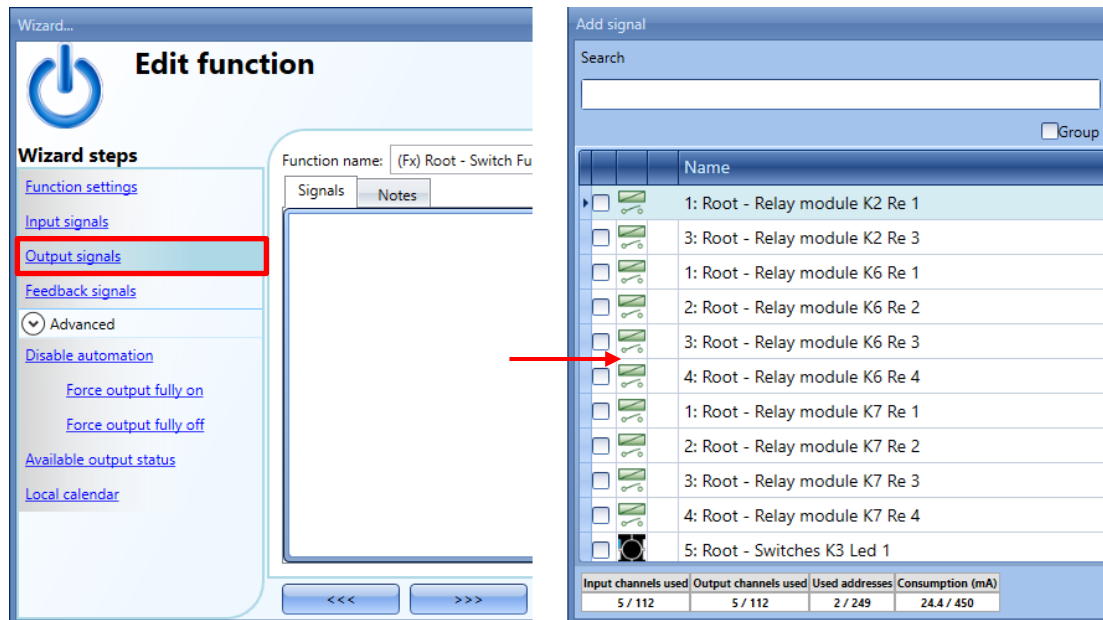 Wizard...
Edit function
Wizard steps
Function settings
Input signals
Output signals
Feedback signals
Advanced
Disable automation
Force output fully on
Force output fully off
Available output status
Local calendar
Function name: (Fx) Root - Switch Fu
Signals Notes
<<< >>>
Add signal
Search
Group
Name
1: Root - Relay module K2 Re 1
3: Root - Relay module K2 Re 3
1: Root - Relay module K6 Re 1
2: Root - Relay module K6 Re 2
3: Root - Relay module K6 Re 3
4: Root - Relay module K6 Re 4
1: Root - Relay module K7 Re 1
2: Root - Relay module K7 Re 2
3: Root - Relay module K7 Re 3
4: Root - Relay module K7 Re 4
5: Root - Switches K3 Led 1
Input channels used Output channels used Used addresses Consumption (mA)
5 / 112 5 / 112 2 / 249 24.4 / 450